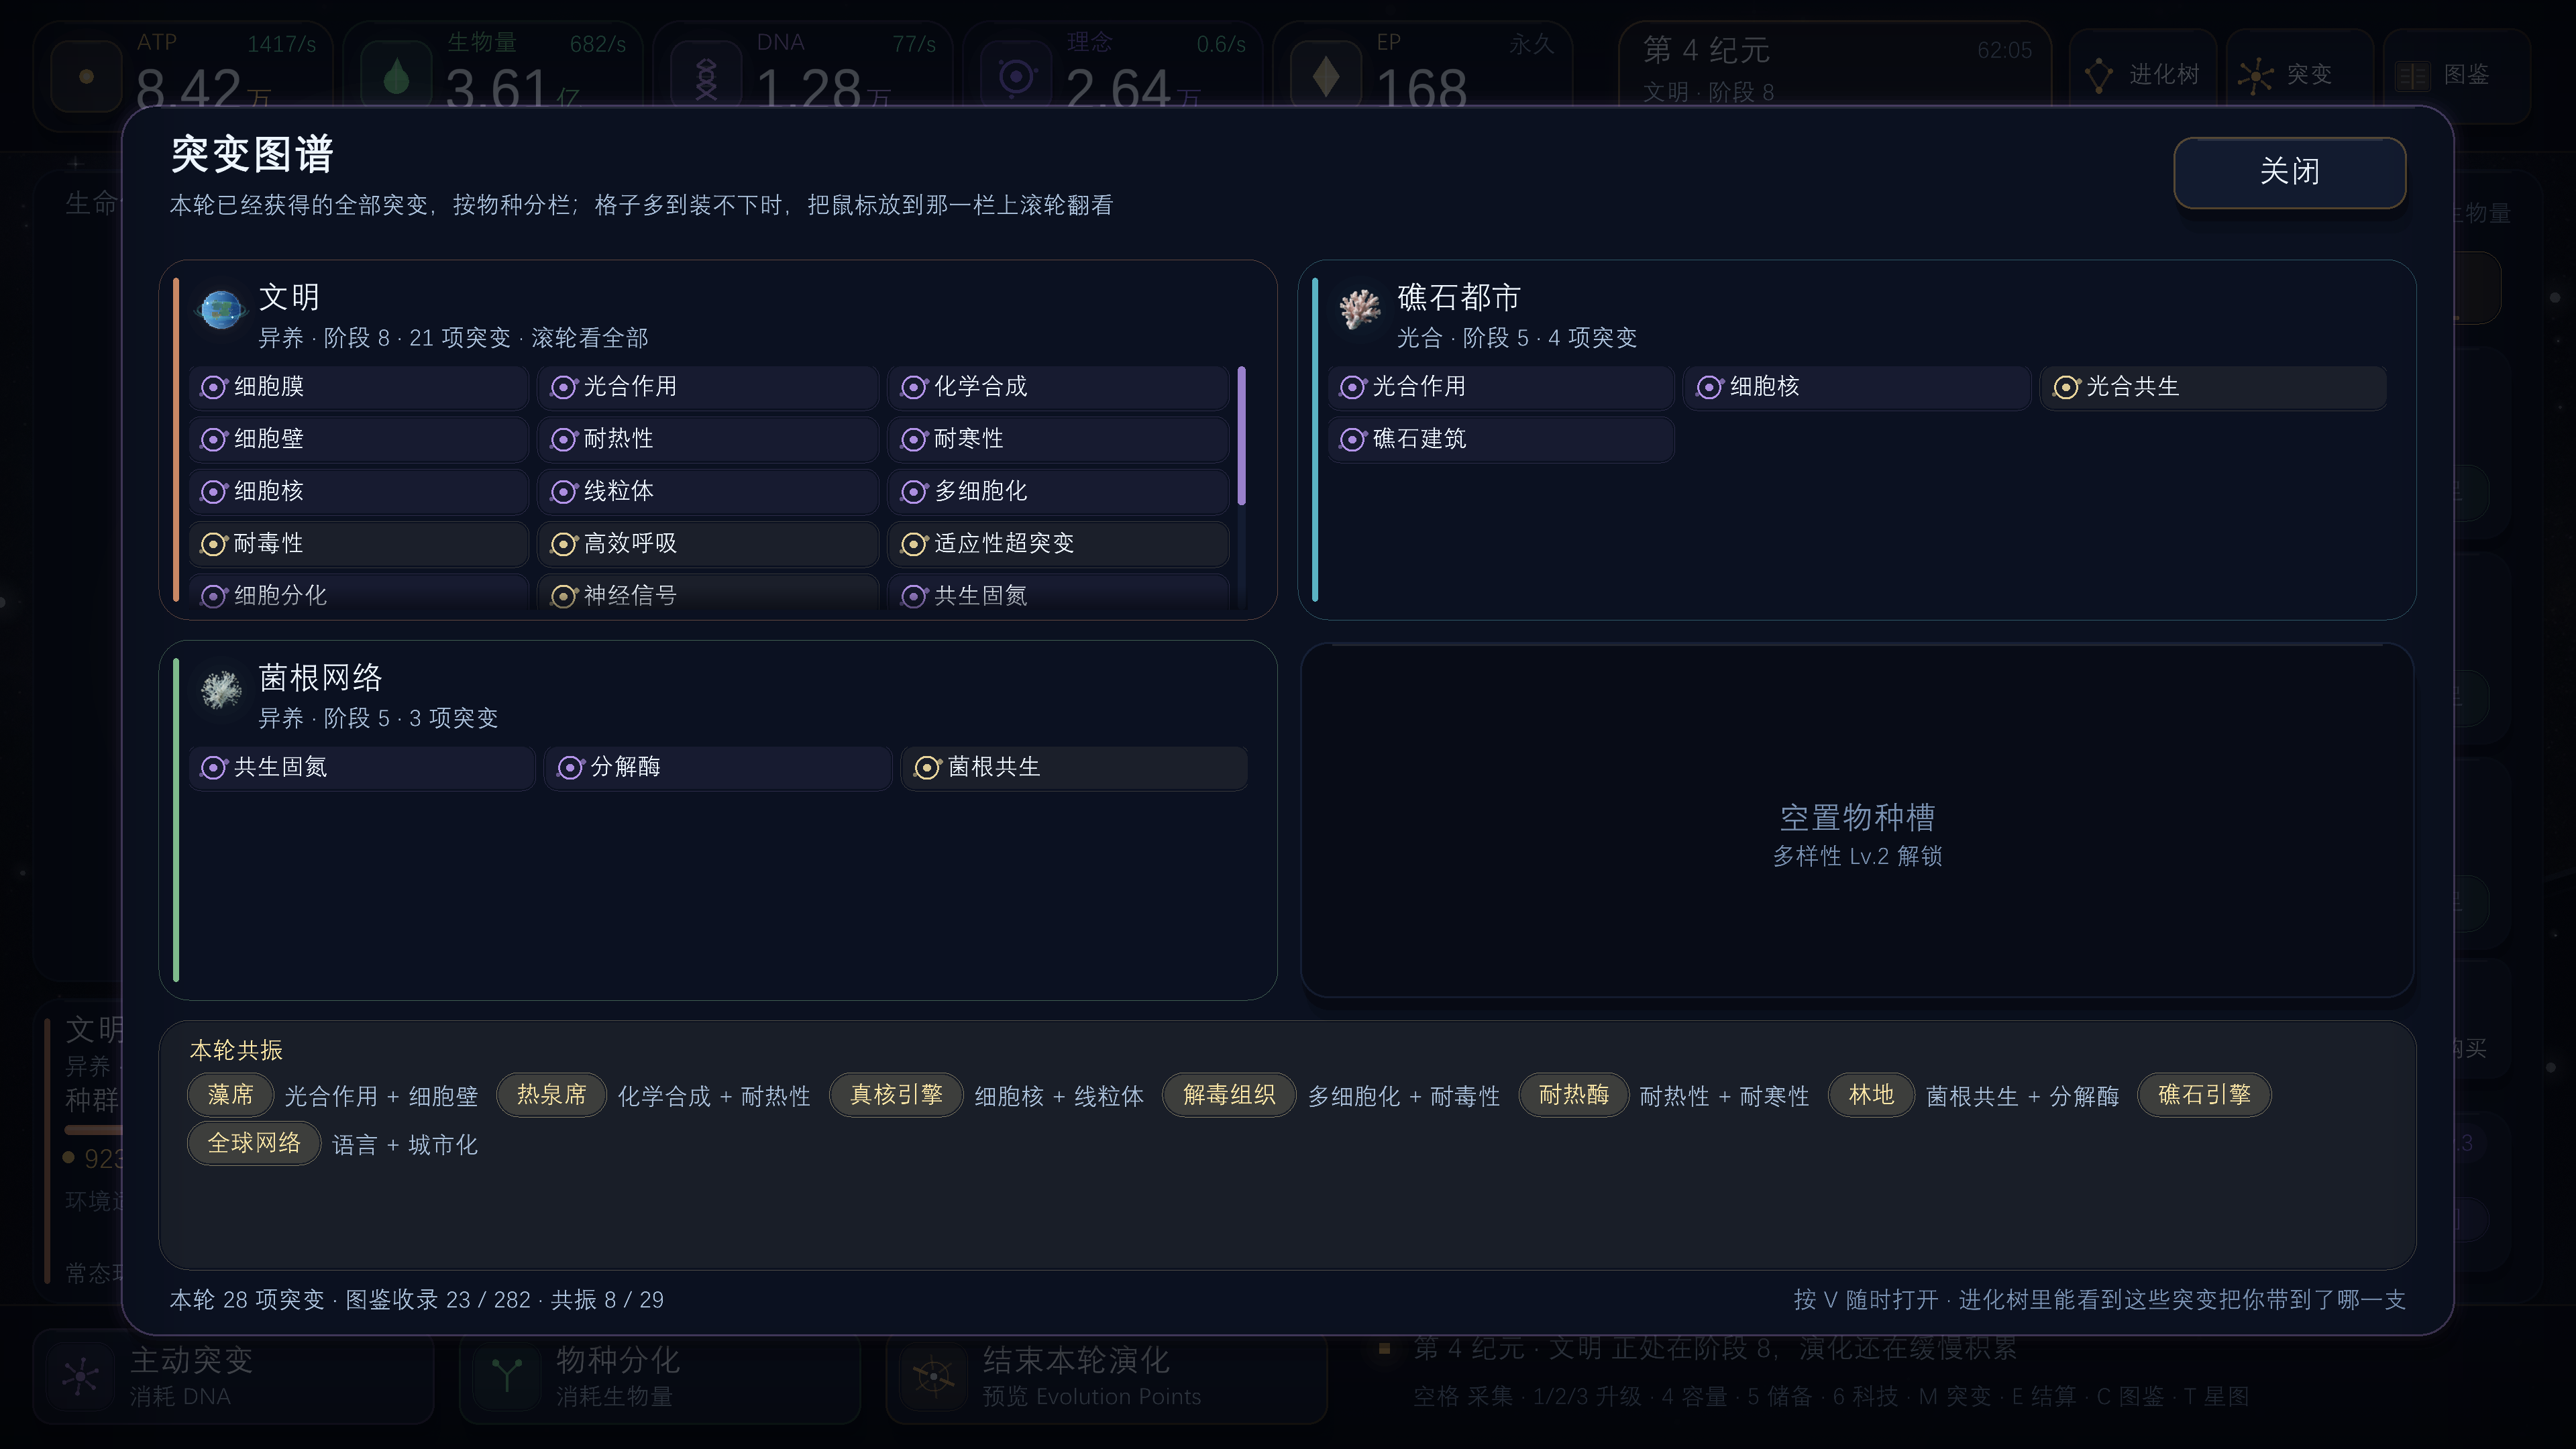 ATP 1417/s 生物量 682/s DNA 77/s 理念 0.6/s EP 永久 第 4 纪元 62:05 进化树 突变 图鉴
8.42万 3.61亿 1.28万 2.64万 168 文明 · 阶段 8
突变图谱
关闭
本轮已经获得的全部突变，按物种分栏；格子多到装不下时，把鼠标放到那一栏上滚轮翻看
生命
生物量
文明
异养 · 阶段 8 · 21 项突变 · 滚轮看全部
细胞膜 光合作用 化学合成
细胞壁 耐热性 耐寒性
细胞核 线粒体 多细胞化
耐毒性 高效呼吸 适应性超突变
细胞分化 神经信号 共生固氮
礁石都市
光合 · 阶段 5 · 4 项突变
光合作用 细胞核 光合共生
礁石建筑
菌根网络
异养 · 阶段 5 · 3 项突变
共生固氮 分解酶 菌根共生
空置物种槽
多样性 Lv.2 解锁
文明
异养
种群
923
环境
常态
购买
本轮共振
藻席 光合作用 + 细胞壁 热泉席 化学合成 + 耐热性 真核引擎 细胞核 + 线粒体 解毒组织 多细胞化 + 耐毒性 耐热酶 耐热性 + 耐寒性 林地 菌根共生 + 分解酶 礁石引擎
全球网络 语言 + 城市化
本轮 28 项突变 · 图鉴收录 23 / 282 · 共振 8 / 29
按 V 随时打开 · 进化树里能看到这些突变把你带到了哪一支
主动突变
消耗 DNA
物种分化
消耗生物量
结束本轮演化
预览 Evolution Points
第 4 纪元 · 文明 正处在阶段 8，演化还在缓慢积累
空格 采集 · 1/2/3 升级 · 4 容量 · 5 储备 · 6 科技 · M 突变 · E 结算 · C 图鉴 · T 星图